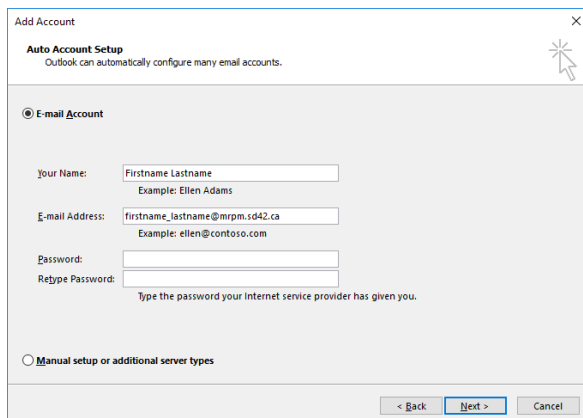 Add Account
Auto Account Setup
Outlook can automatically configure many email accounts.
E-mail Account
Your Name: Firstname Lastname
Example: Ellen Adams
E-mail Address: firstname_lastname@mrpm.sd42.ca
Example: ellen@contoso.com
Password:
Retype Password:
Type the password your Internet service provider has given you.
Manual setup or additional server types
< Back Next > Cancel